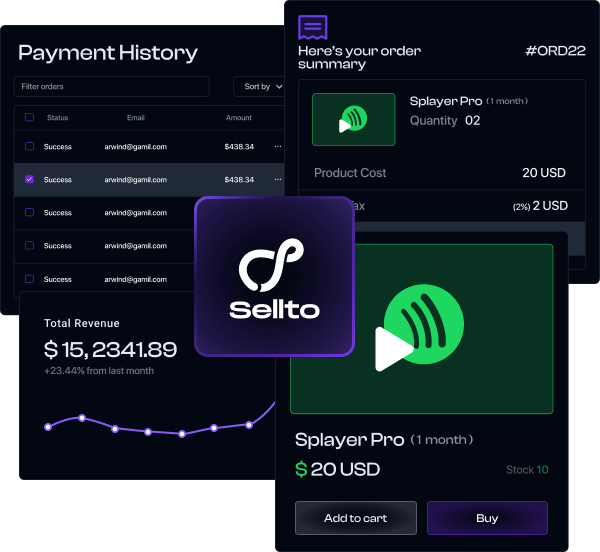 Payment History
Filter orders
Sort by
Status Email Amount
Success arwind@gamil.com $438.34 ...
Success arwind@gamil.com $438.34 ...
Success arwind@gamil.com
Success arwind@gamil.com
Success arwind@gamil.com
Here's your order
summary
#ORD22
Splayer Pro (1 month)
Quantity 02
Product Cost 20 USD
(2%) 2 USD
Sellto
Total Revenue
$ 15, 2341.89
+23.44% from last month
Splayer Pro (1 month)
$ 20 USD
Stock 10
Add to cart
Buy